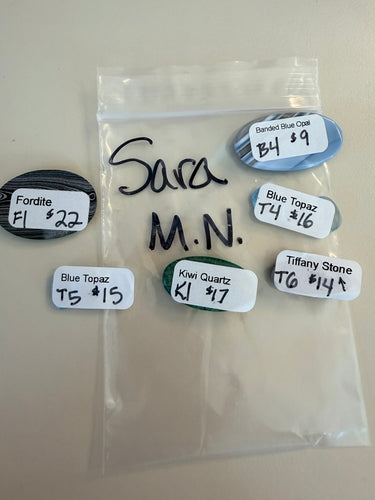 Sara
M.N.
Banded Blue Opal
B4 $9
Fordite
F1 $22
Blue Topaz
T4 $16
Tiffany Stone
T6 $14↑
Kiwi Quartz
K1 $17
Blue Topaz
T5 $15